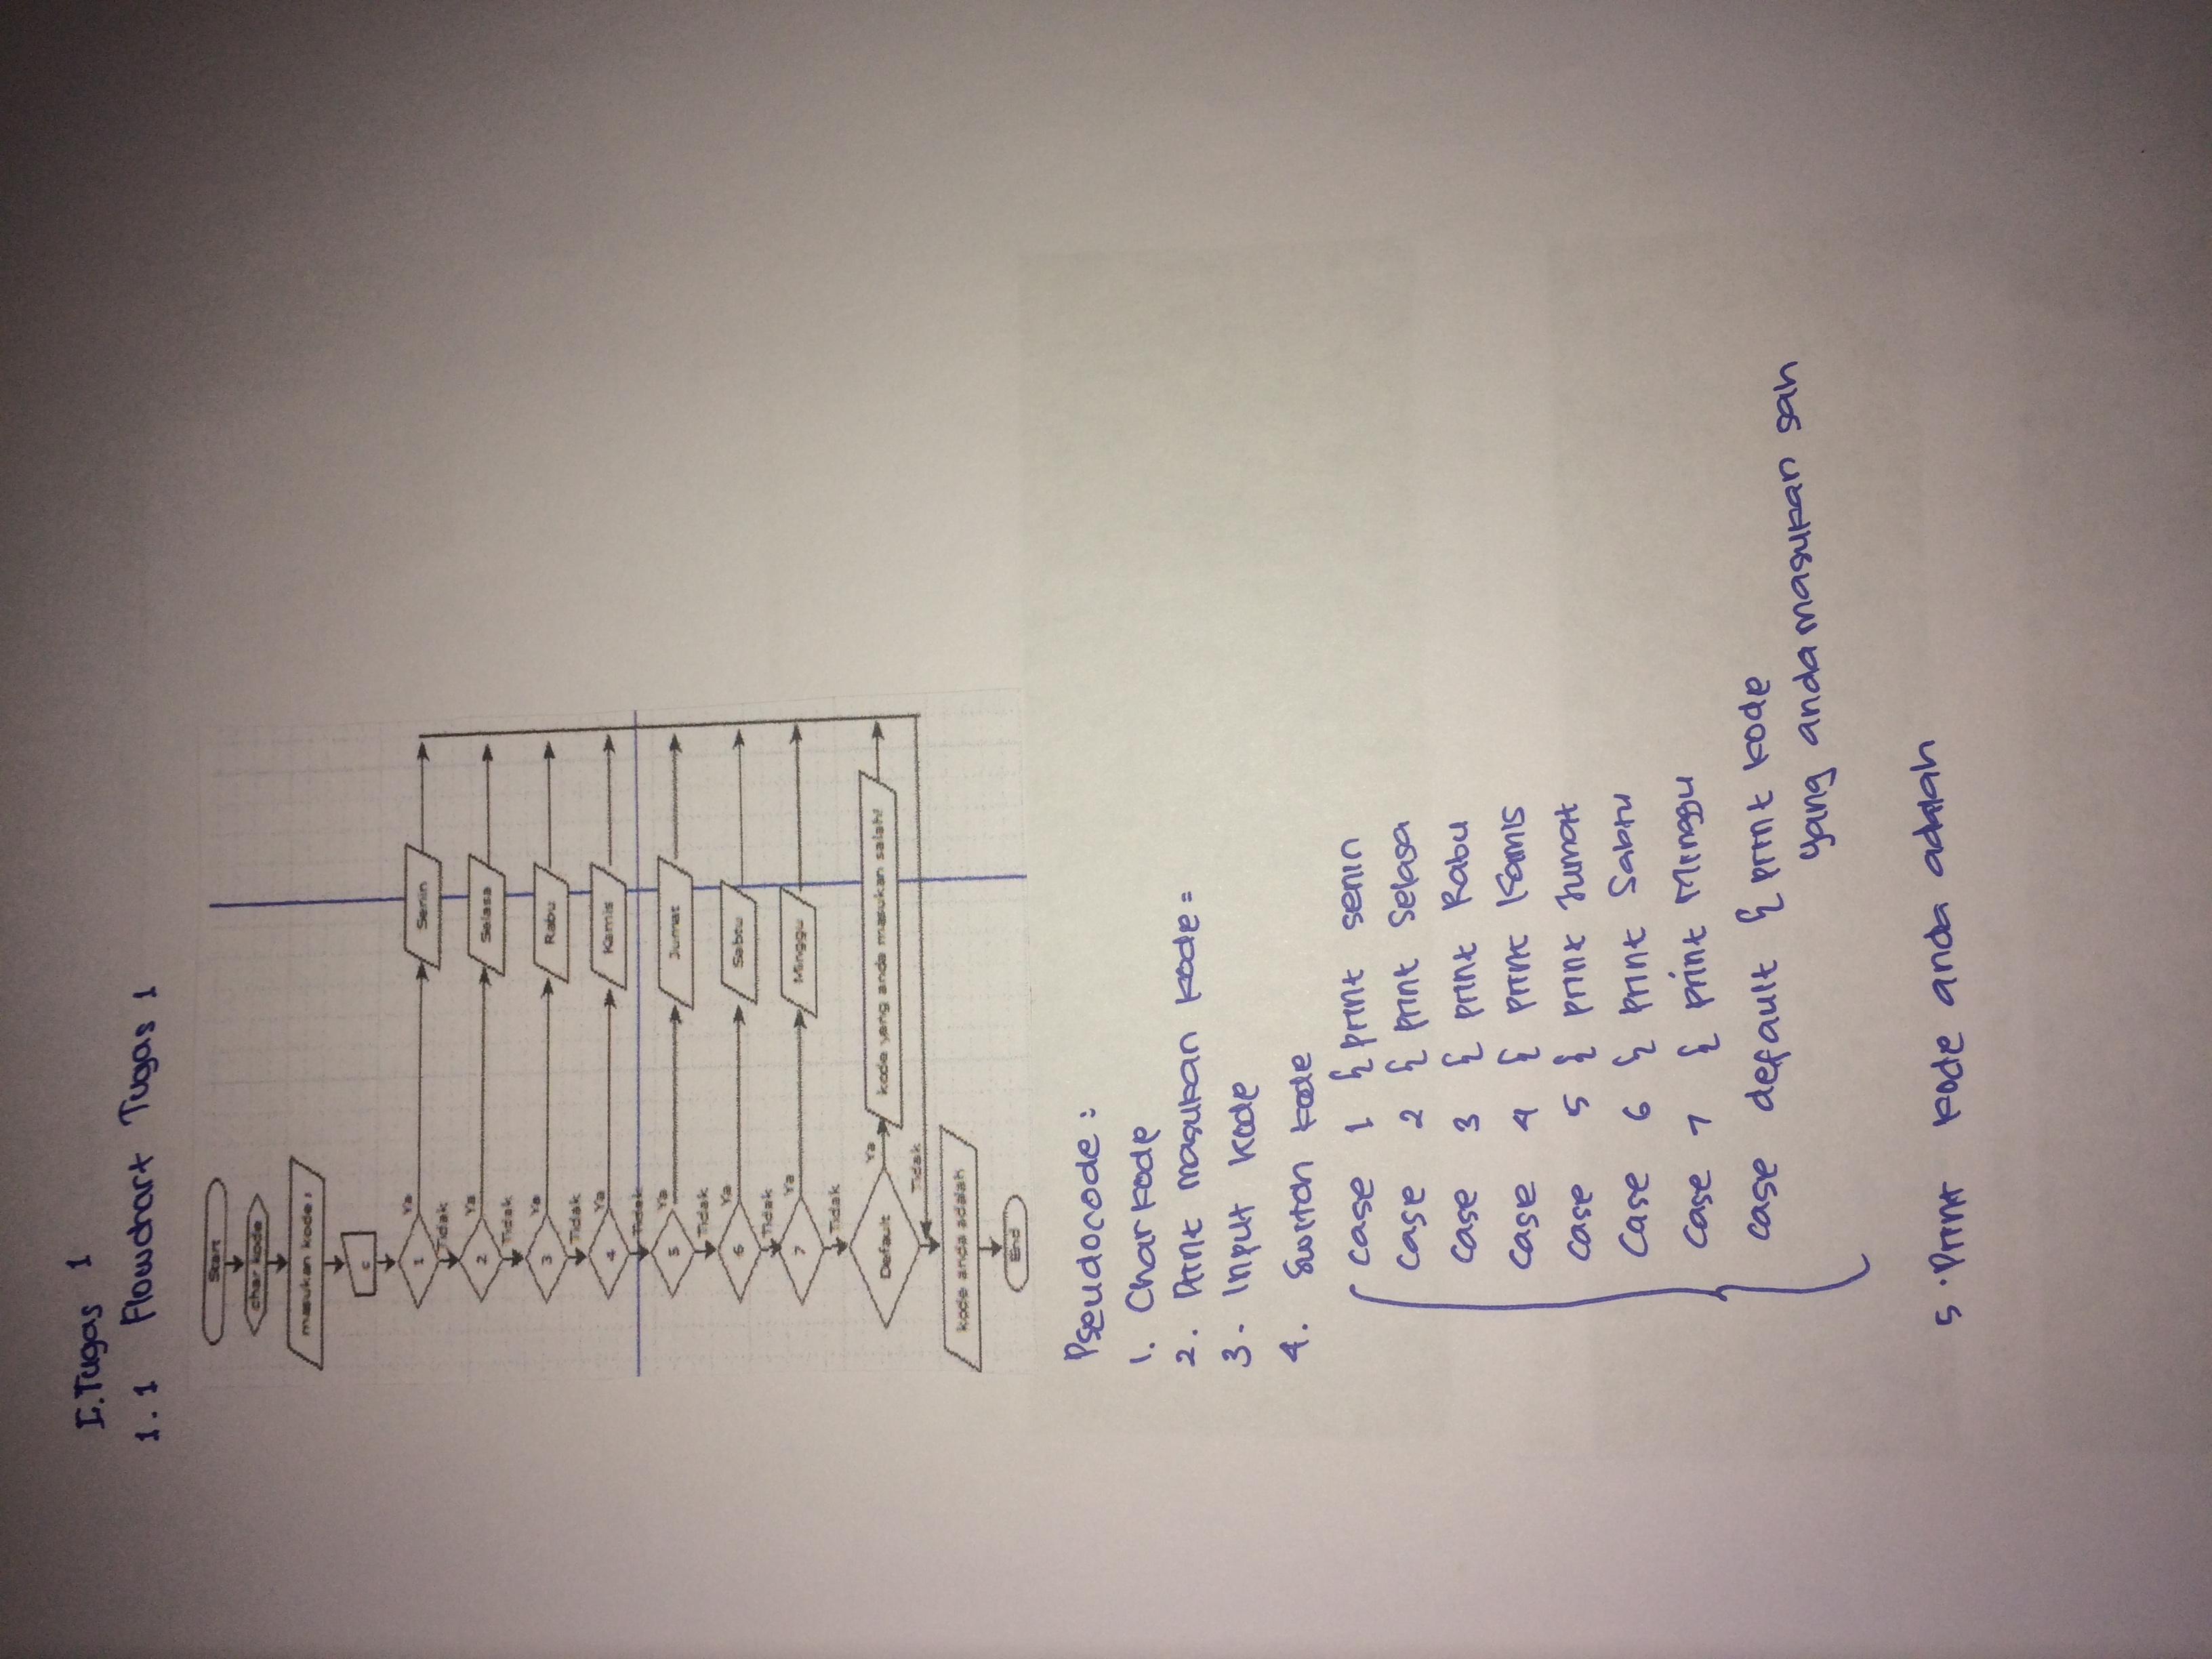 I. Tugas 1
1.1 Flowchart Tugas 1
Start
char kode
masukan kode :
c
1 Ya Senin
Tidak
2 Ya Selasa
Tidak
3 Ya Rabu
Tidak
4 Ya Kamis
Tidak
5 Ya Jumat
Tidak
6 Ya Sabtu
Tidak
7 Ya Minggu
Tidak
Default Ya kode yang anda masukan salah!
Tidak
kode anda adalah
End
Pseudocode :
1. Char kode
2. Print masukan kode =
3. Input kode
4. Switch kode
case 1 { print senin
case 2 { print Selasa
case 3 { print Rabu
case 4 { print Kamis
case 5 { print Jumat
case 6 { print Sabtu
case 7 { print Minggu
case default { print kode
yang anda masukan sah
5. Print kode anda adalah